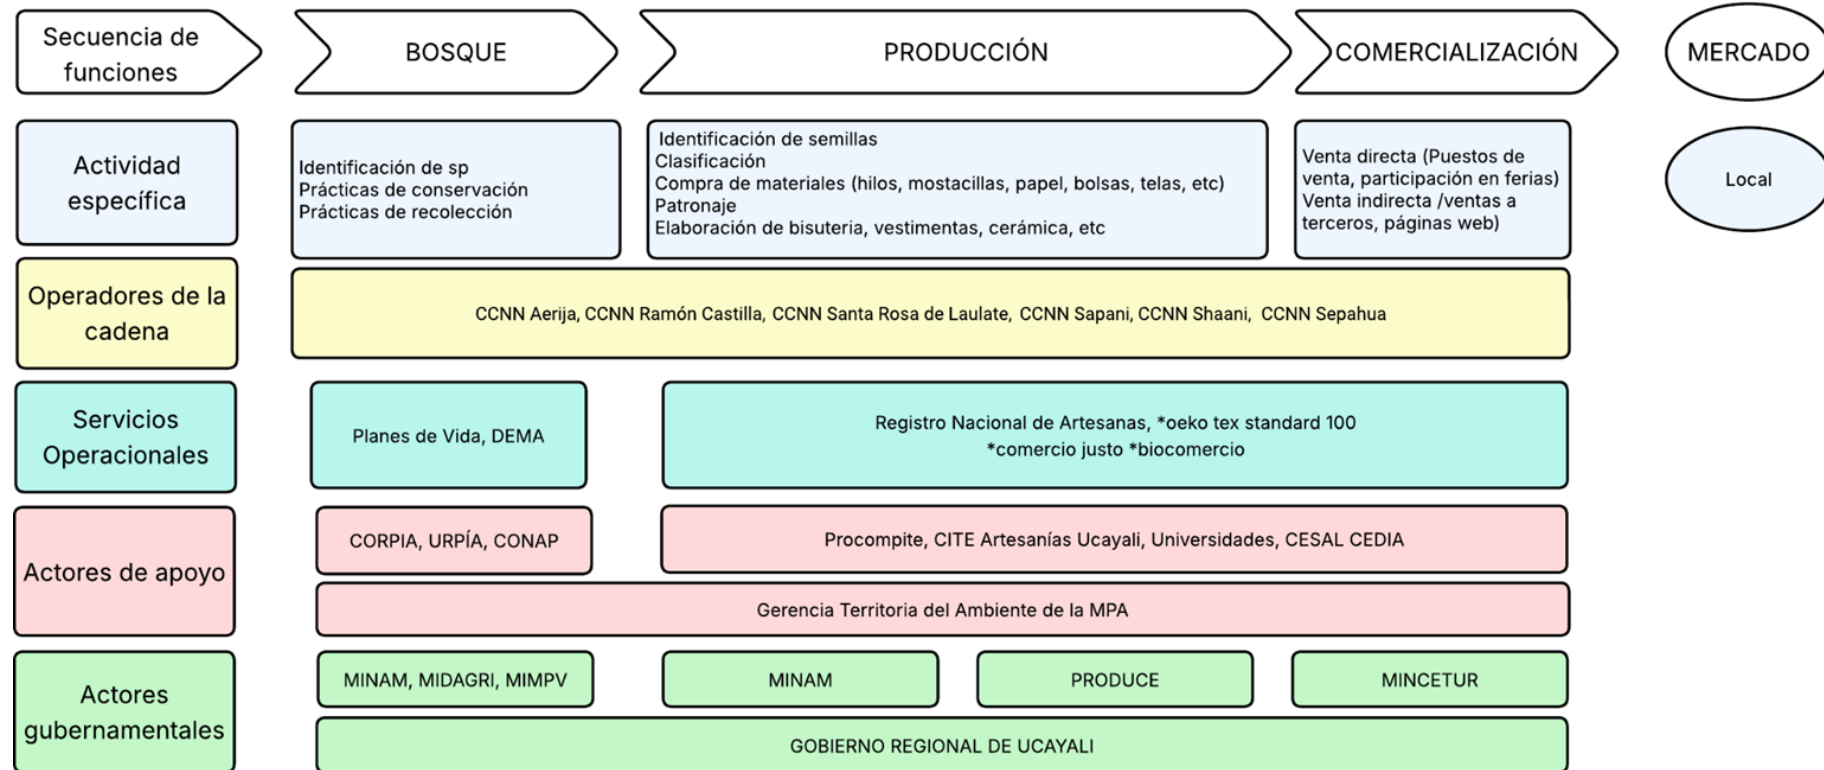 Secuencia de
funciones
BOSQUE
PRODUCCIÓN
COMERCIALIZACIÓN
MERCADO
Actividad
específica
Identificación de sp
Prácticas de conservación
Prácticas de recolección
Identificación de semillas
Clasificación
Compra de materiales (hilos, mostacillas, papel, bolsas, telas, etc)
Patronaje
Elaboración de bisuteria, vestimentas, cerámica, etc
Venta directa (Puestos de
venta, participación en ferias)
Venta indirecta /ventas a
terceros, páginas web)
Local
Operadores de la
cadena
CCNN Aerija, CCNN Ramón Castilla, CCNN Santa Rosa de Laulate, CCNN Sapani, CCNN Shaani, CCNN Sepahua
Servicios
Operacionales
Planes de Vida, DEMA
Registro Nacional de Artesanas, *oeko tex standard 100
*comercio justo *biocomercio
Actores de apoyo
CORPIA, URPÍA, CONAP
Procompite, CITE Artesanías Ucayali, Universidades, CESAL CEDIA
Gerencia Territoria del Ambiente de la MPA
Actores
gubernamentales
MINAM, MIDAGRI, MIMPV
MINAM
PRODUCE
MINCETUR
GOBIERNO REGIONAL DE UCAYALI